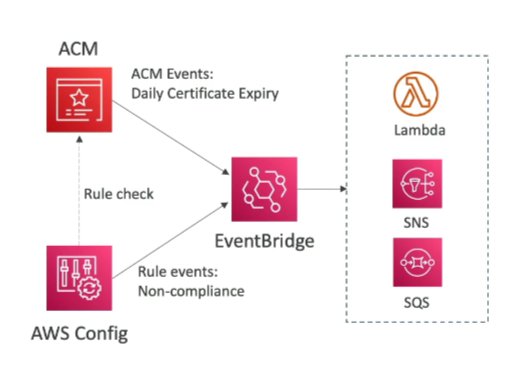 ACM
ACM Events:
Daily Certificate Expiry
Lambda
Rule check
SNS
EventBridge
Rule events:
Non-compliance
SQS
AWS Config